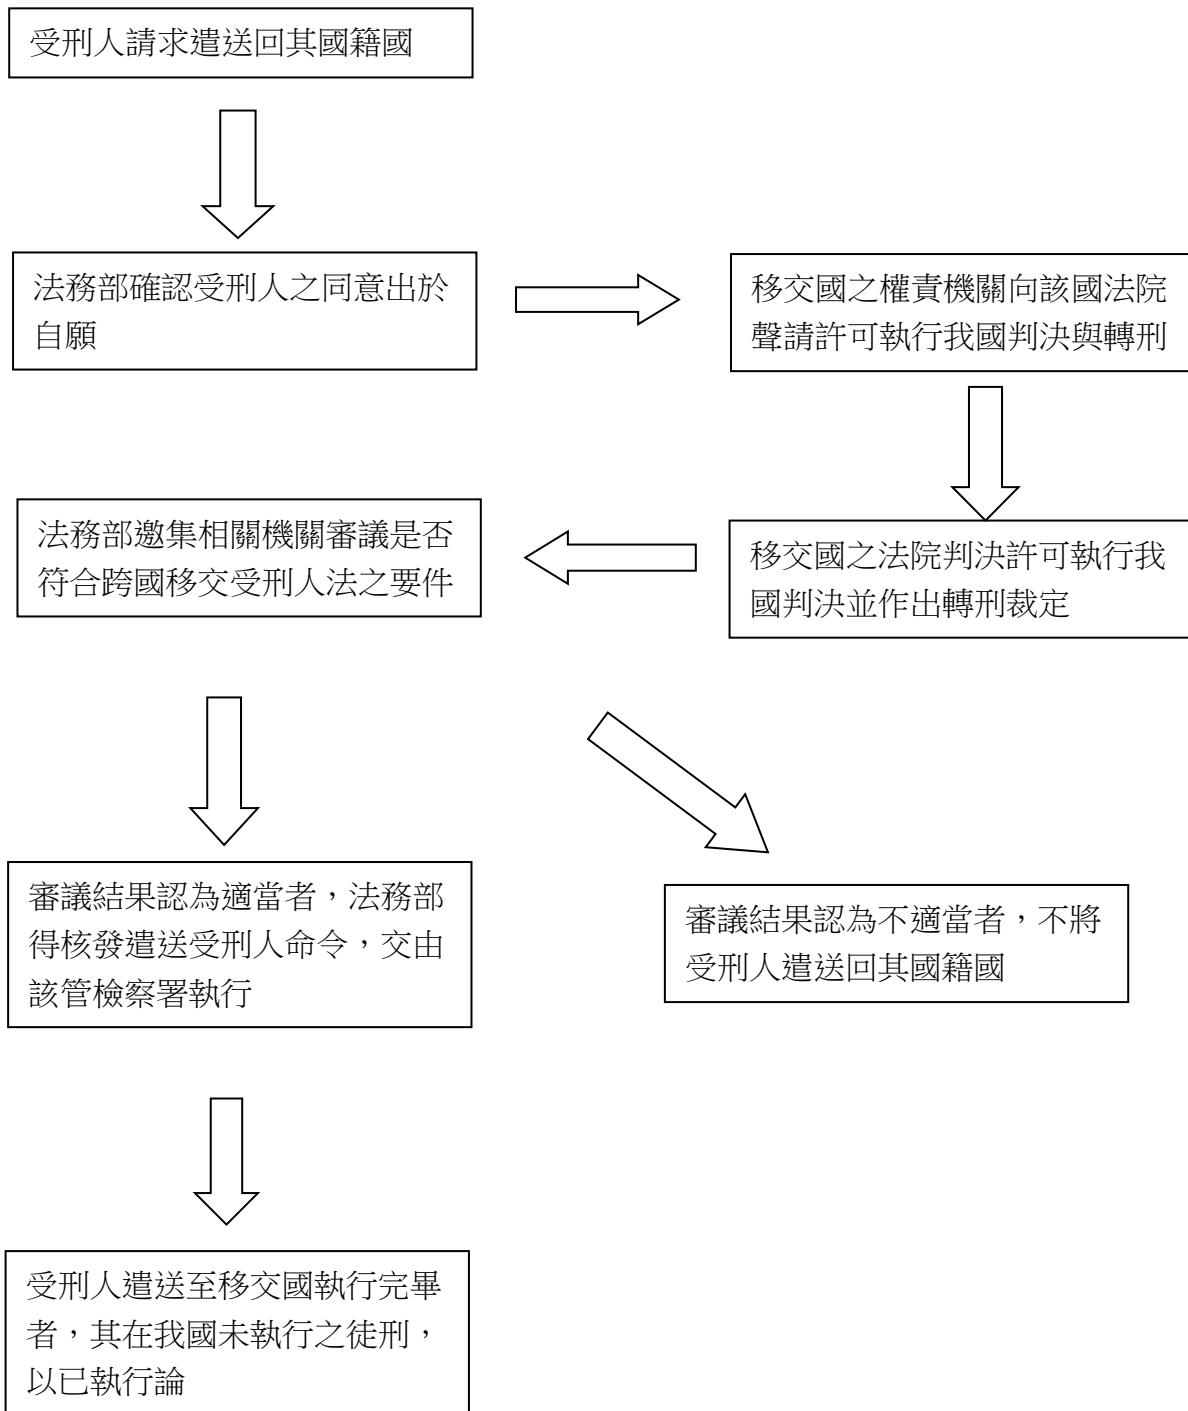 受刑人請求遣送回其國籍國
法務部確認受刑人之同意出於
自願
移交國之權責機關向該國法院
聲請許可執行我國判決與轉刑
移交國之法院判決許可執行我
國判決並作出轉刑裁定
法務部邀集相關機關審議是否
符合跨國移交受刑人法之要件
審議結果認為適當者，法務部
得核發遣送受刑人命令，交由
該管檢察署執行
審議結果認為不適當者，不將
受刑人遣送回其國籍國
受刑人遣送至移交國執行完畢
者，其在我國未執行之徒刑，
以已執行論